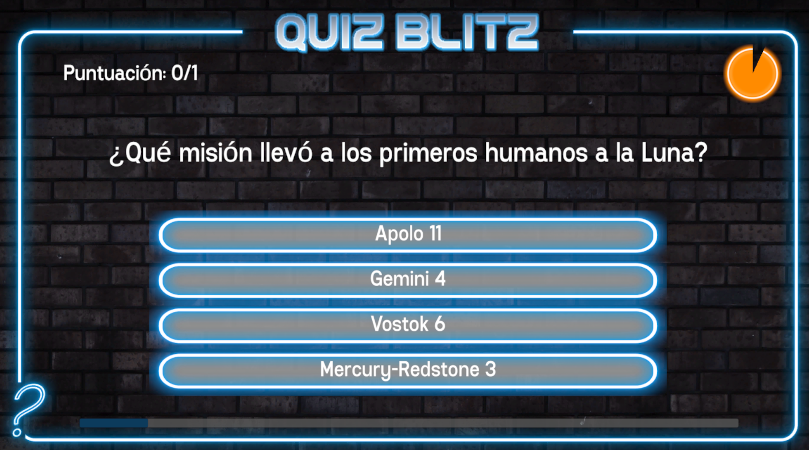 QUIZ BLITZ
Puntuación: 0/1
¿Qué misión llevó a los primeros humanos a la Luna?
Apolo 11
Gemini 4
Vostok 6
Mercury-Redstone 3
?